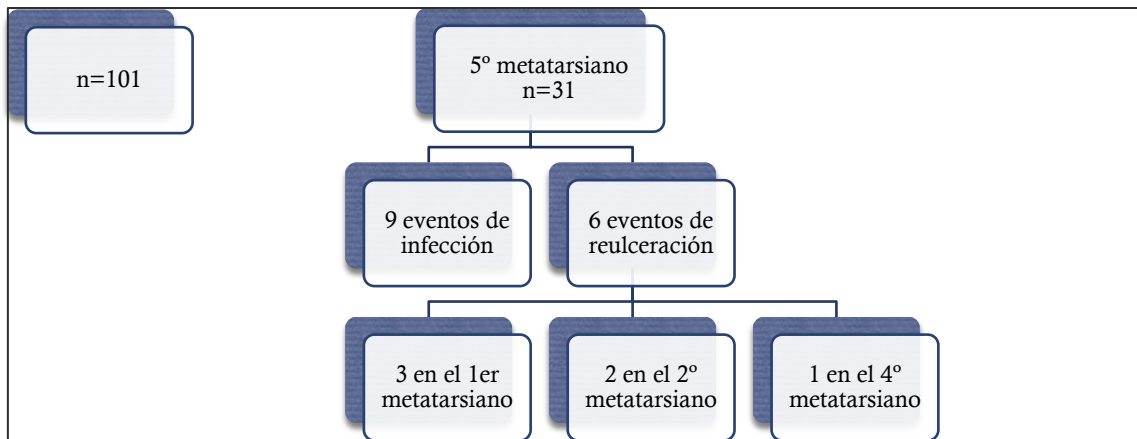 n=101
5º metatarsiano
n=31
9 eventos de
infección
6 eventos de
reulceración
3 en el 1er
metatarsiano
2 en el 2º
metatarsiano
1 en el 4º
metatarsiano